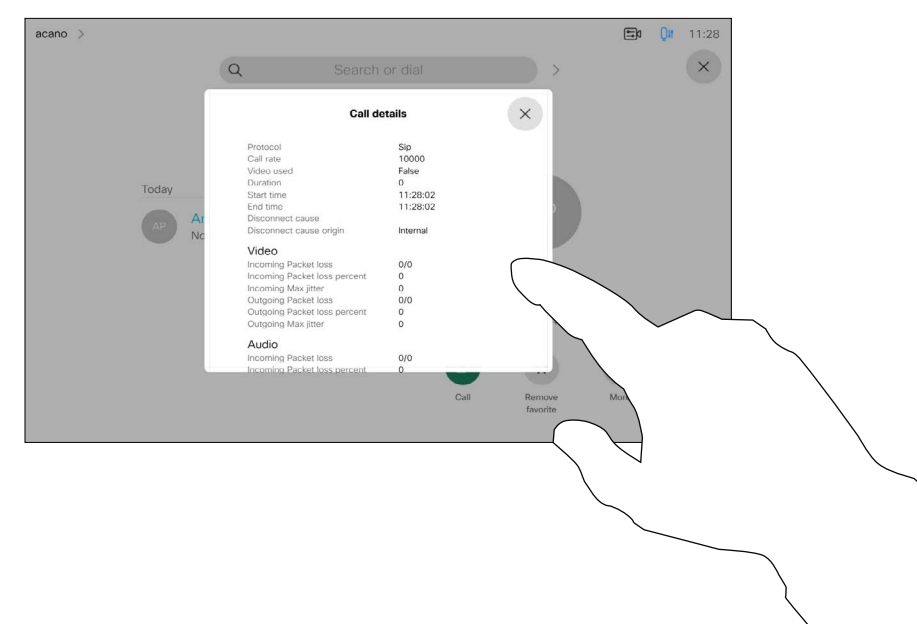 acano
11:28
Search or dial
Call details
Protocol Sip
Call rate 10000
Video used False
Duration 0
Start time 11:28:02
End time 11:28:02
Disconnect cause
Disconnect cause origin Internal
Today
AP
Video
Incoming Packet loss 0/0
Incoming Packet loss percent 0
Incoming Max jitter 0
Outgoing Packet loss 0/0
Outgoing Packet loss percent 0
Outgoing Max jitter 0
Audio
Incoming Packet loss 0/0
Incoming Packet loss percent 0
Call
Remove
favorite